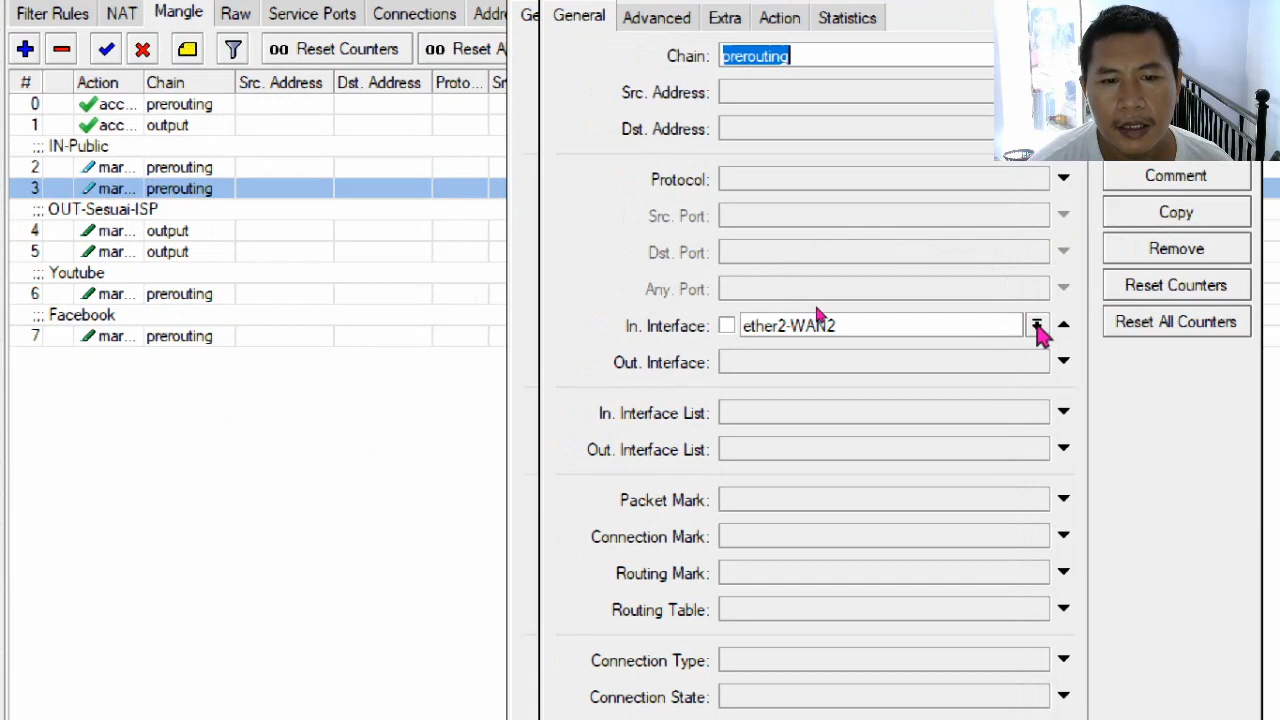 Filter Rules NAT Mangle Raw Service Ports Connections Addre
Reset Counters Reset A
# Action Chain Src. Address Dst. Address Proto... Sr
0 acc... prerouting
1 acc... output
;;; IN-Public
2 mar... prerouting
3 mar... prerouting
;;; OUT-Sesuai-ISP
4 mar... output
5 mar... output
;;; Youtube
6 mar... prerouting
;;; Facebook
7 mar... prerouting
Ge
General Advanced Extra Action Statistics
Chain: prerouting
Src. Address:
Dst. Address:
Protocol:
Src. Port:
Dst. Port:
Any. Port:
In. Interface: ether2-WAN2
Out. Interface:
In. Interface List:
Out. Interface List:
Packet Mark:
Connection Mark:
Routing Mark:
Routing Table:
Connection Type:
Connection State:
Comment
Copy
Remove
Reset Counters
Reset All Counters